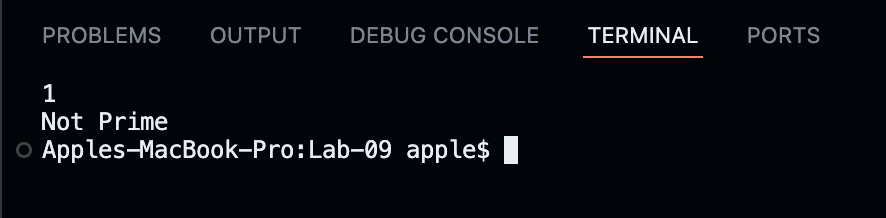 PROBLEMS OUTPUT DEBUG CONSOLE TERMINAL PORTS
1
Not Prime
Apples-MacBook-Pro:Lab-09 apple$